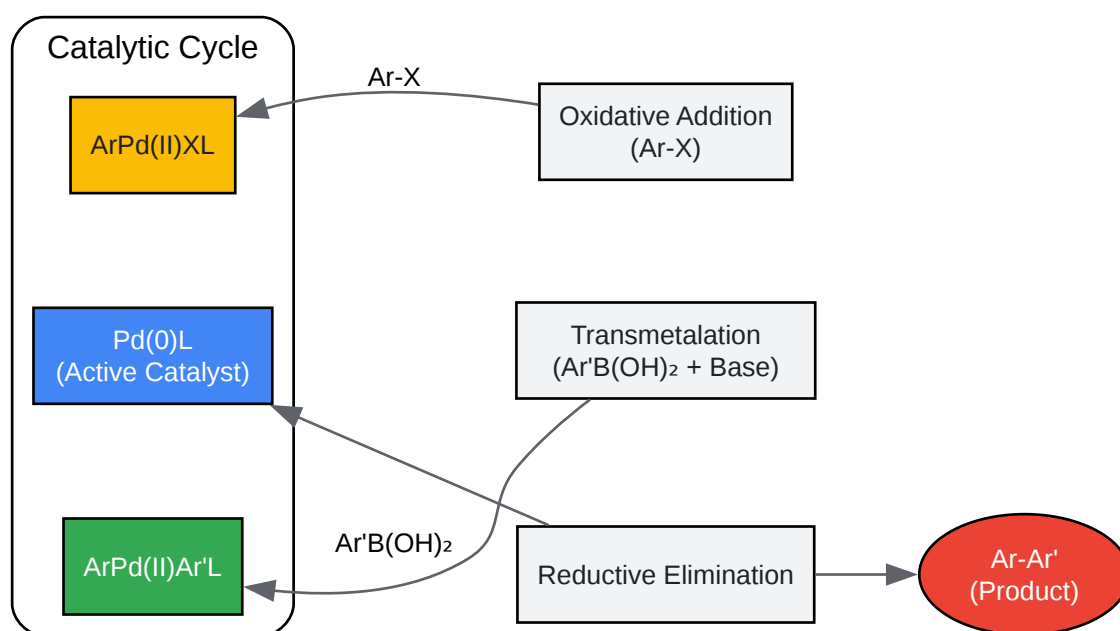 Catalytic Cycle
Ar-X
ArPd(II)XL
Oxidative Addition
(Ar-X)
Pd(0)L
(Active Catalyst)
Transmetalation
(Ar'B(OH)₂ + Base)
Ar'B(OH)₂
ArPd(II)Ar'L
Reductive Elimination
Ar-Ar'
(Product)